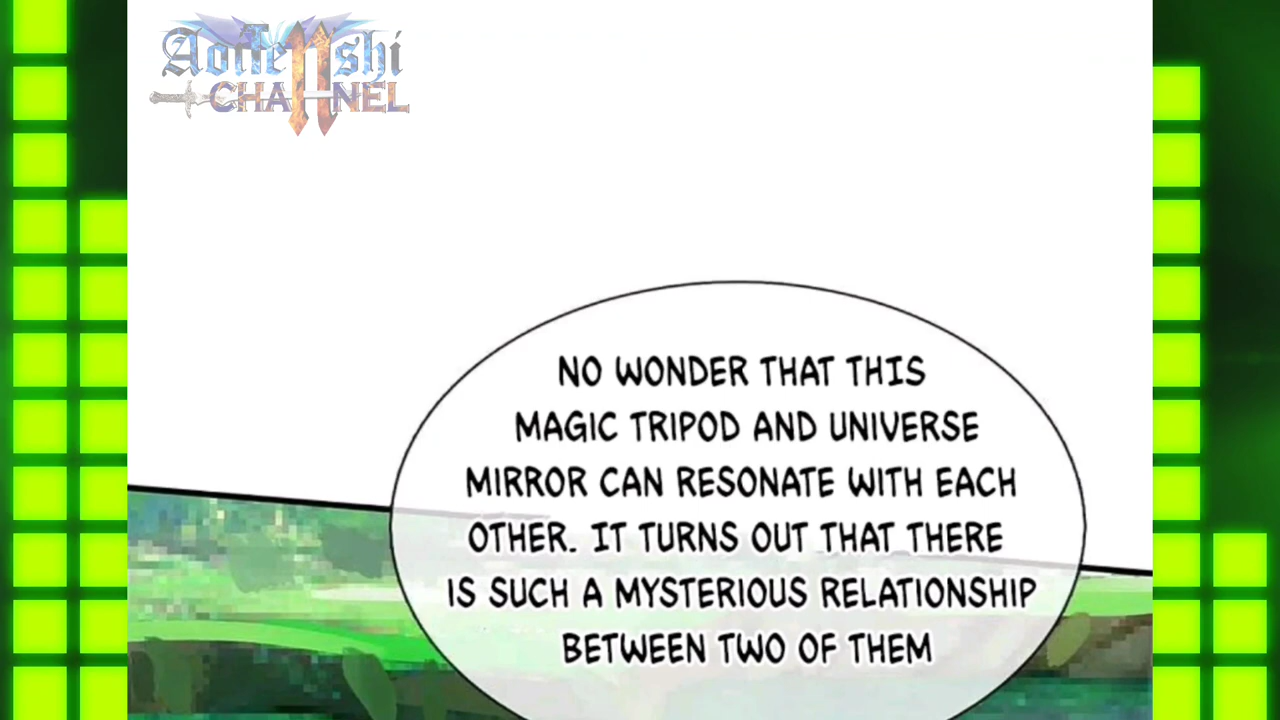 AoiTenshi
CHANNEL
NO WONDER THAT THIS
MAGIC TRIPOD AND UNIVERSE
MIRROR CAN RESONATE WITH EACH
OTHER. IT TURNS OUT THAT THERE
IS SUCH A MYSTERIOUS RELATIONSHIP
BETWEEN TWO OF THEM